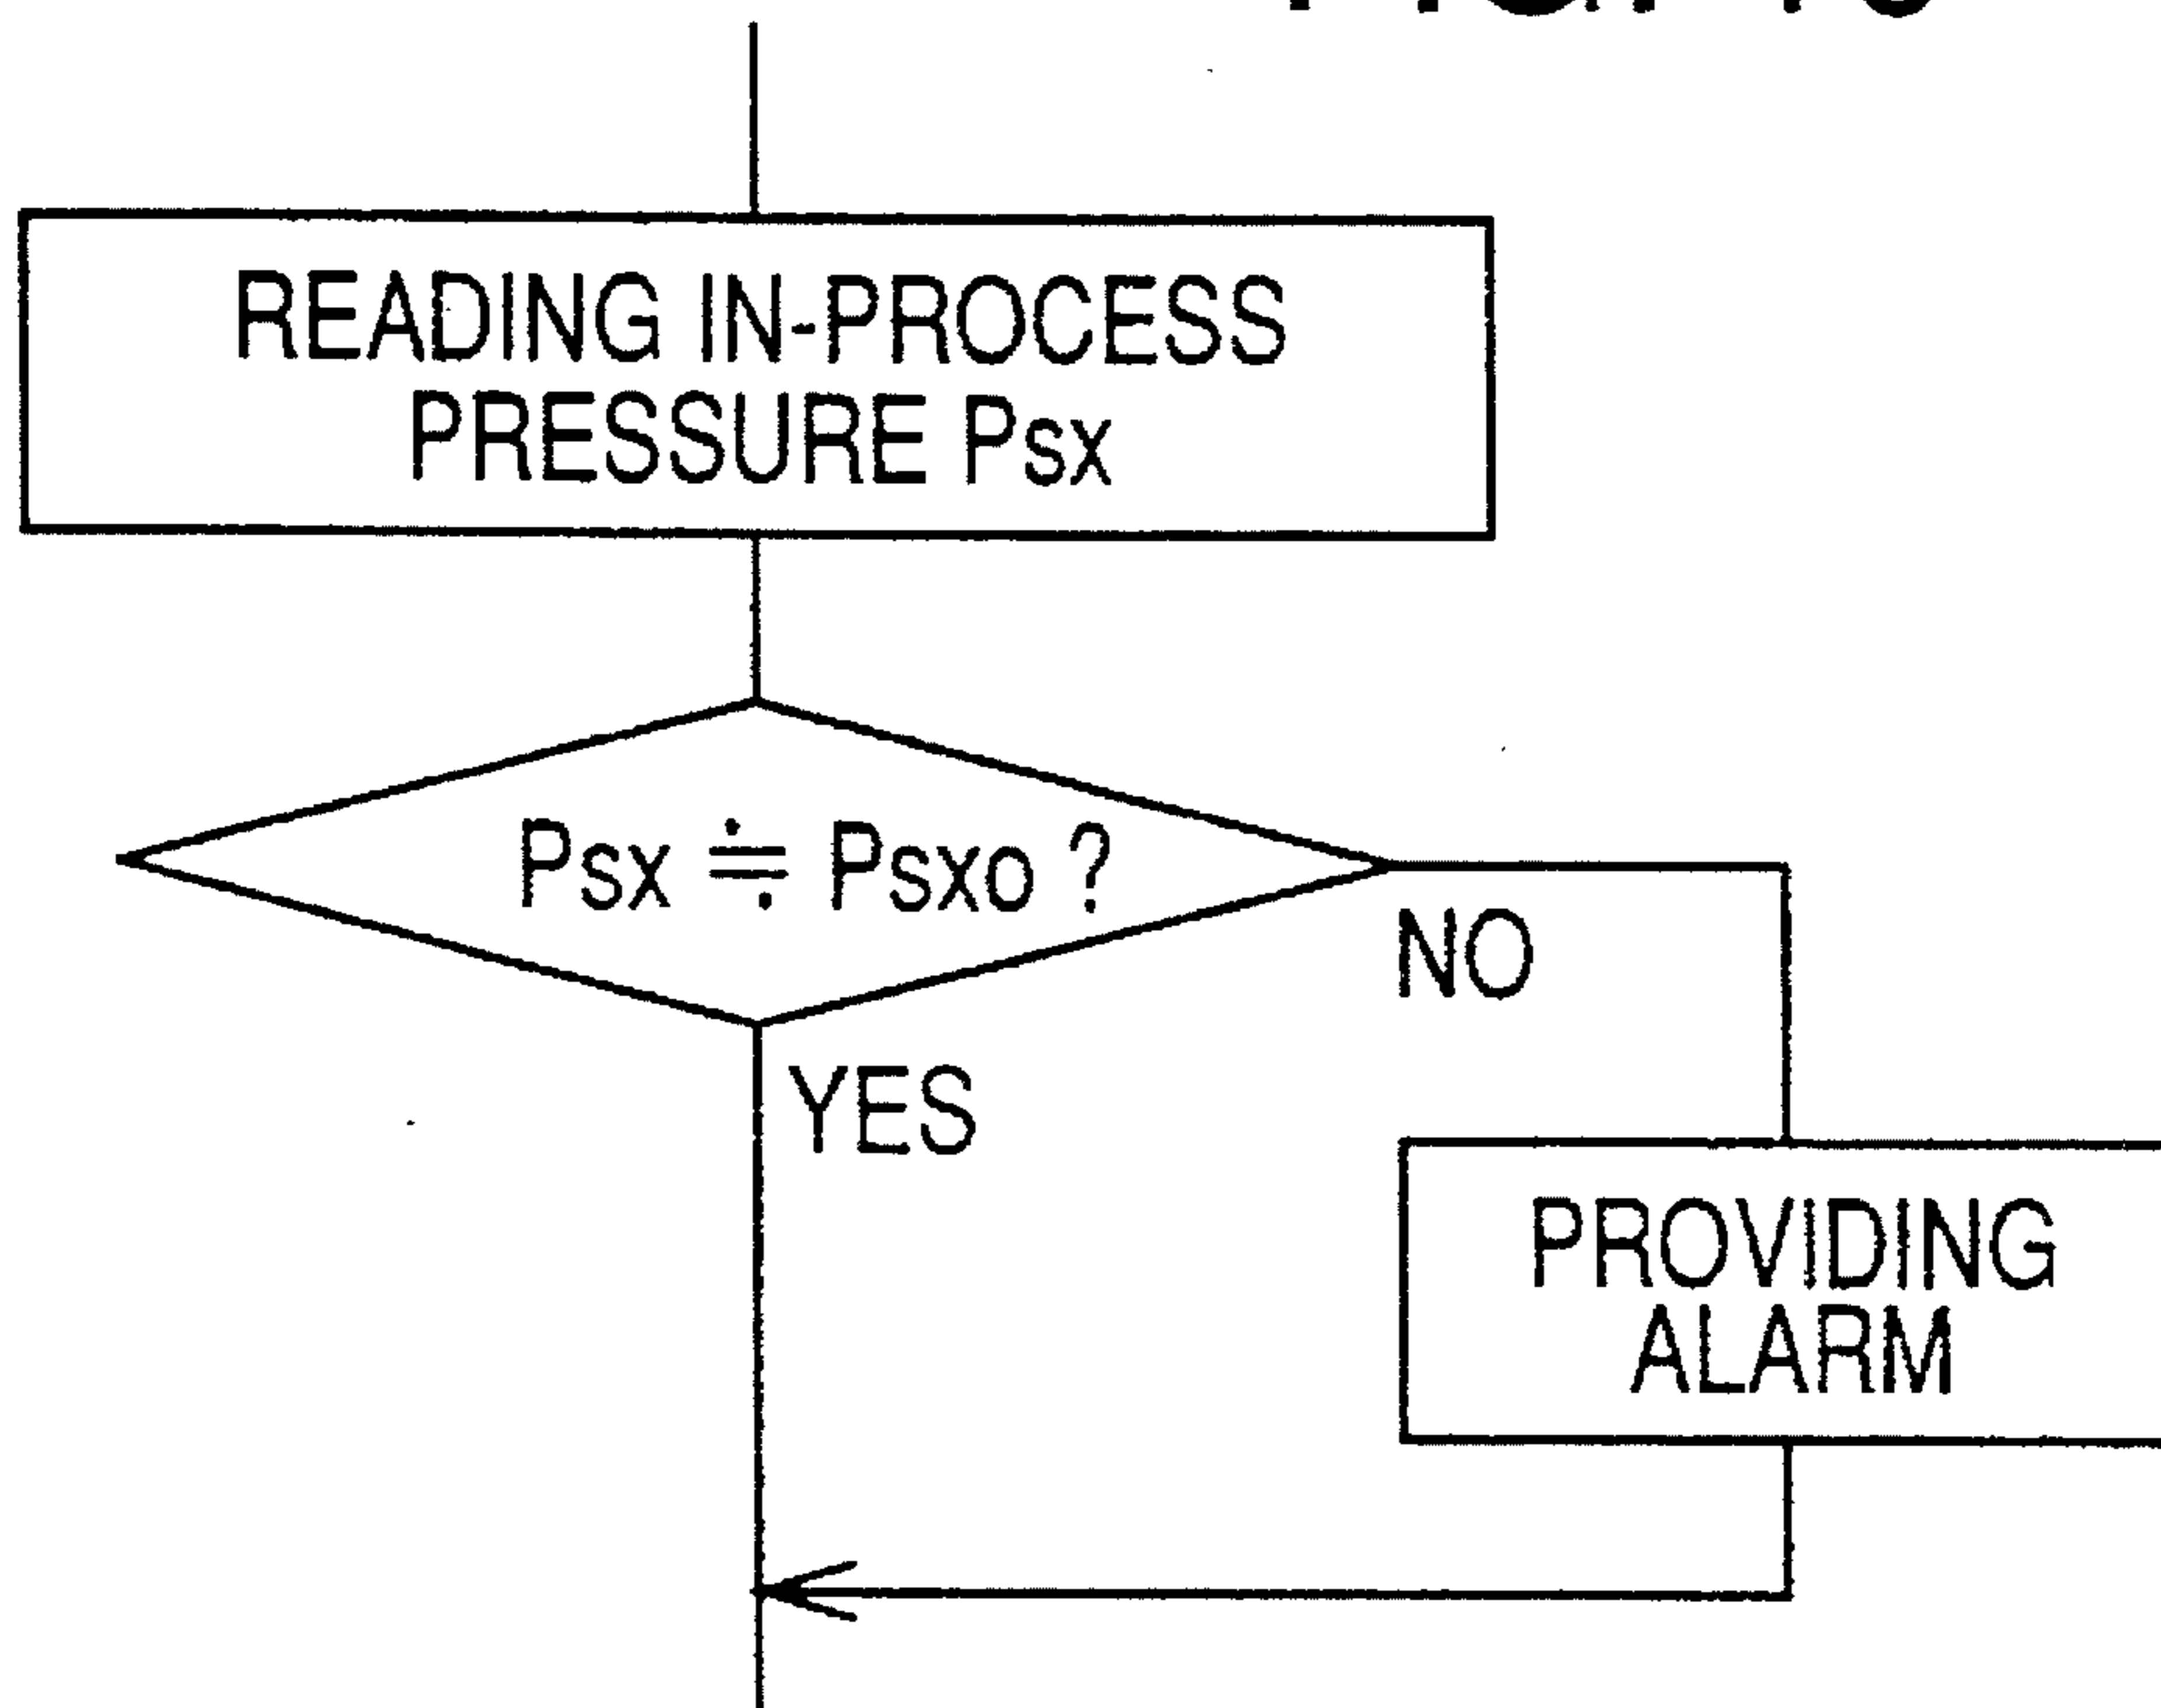 READING IN-PROCESS
PRESSURE Psx
Psx ≒ Psxo ?
NO
YES
PROVIDING
ALARM